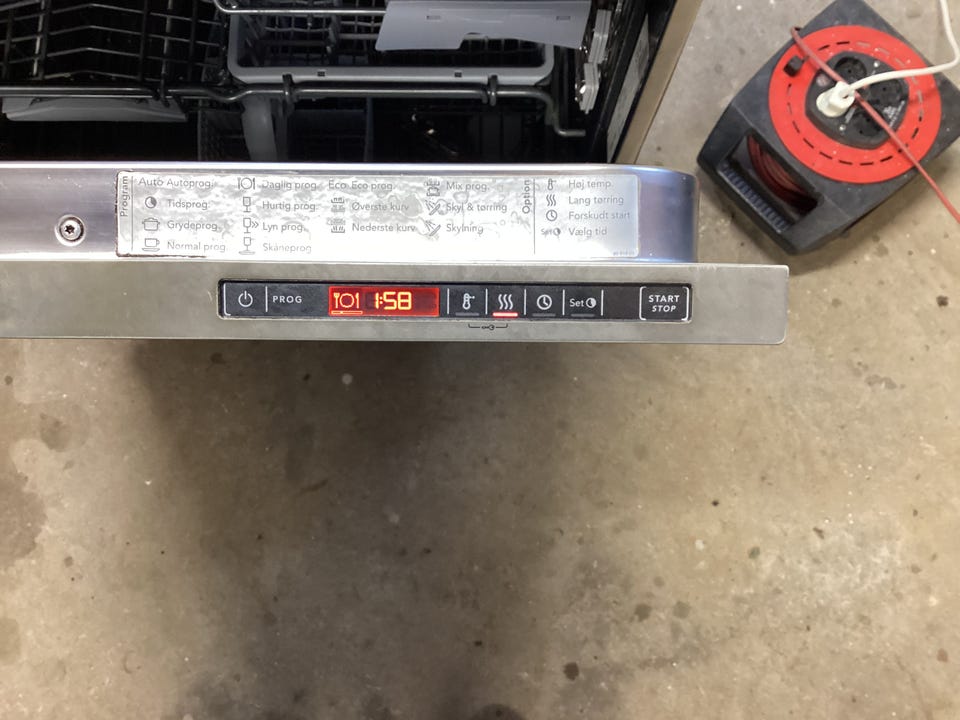 Program
Auto Autoprog.
Tidsprog.
Grydeprog.
Normal prog.
Daglig prog.
Hurtig prog.
Lyn prog.
Skåneprog.
Eco Eco prog.
Øverste kurv
Nederste kurv
Mix prog.
Skyl & tørring
Skylning
Option
Høj temp.
Lang tørring
Forskudt start
Set Vælg tid
PROG
1:58
Set
START
STOP